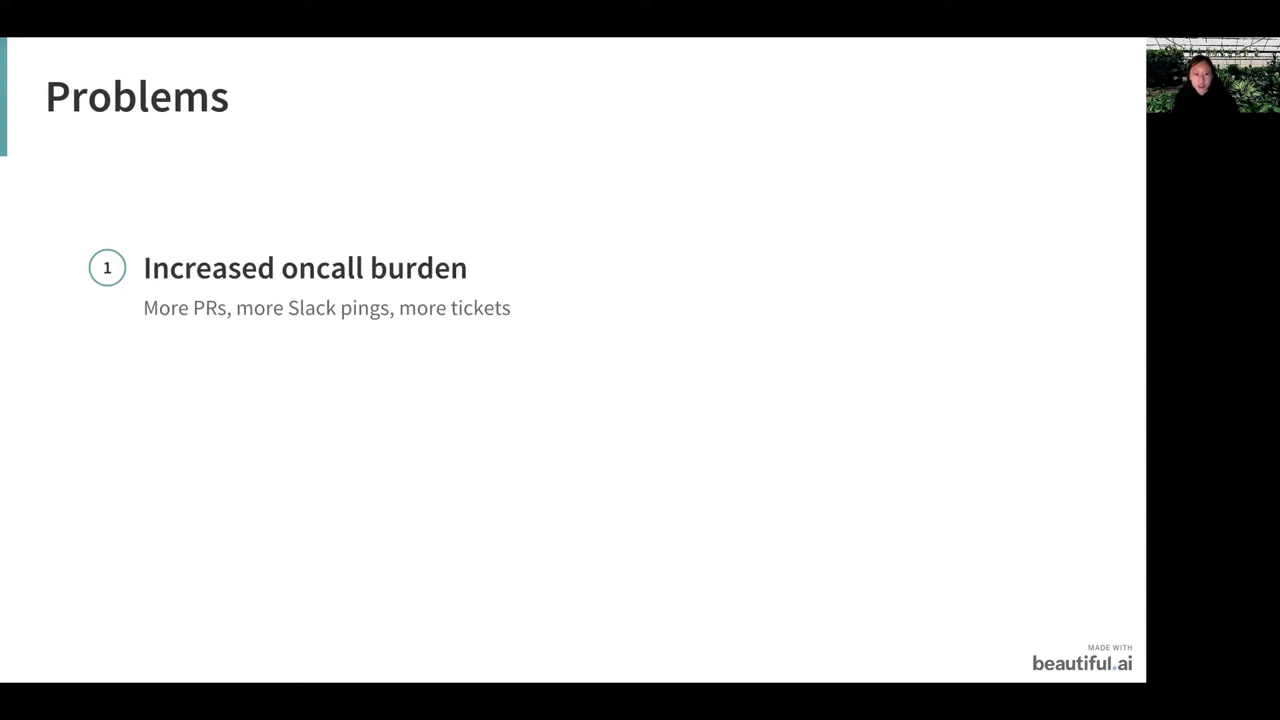 Problems
1
Increased oncall burden
More PRs, more Slack pings, more tickets
MADE WITH
beautiful.ai